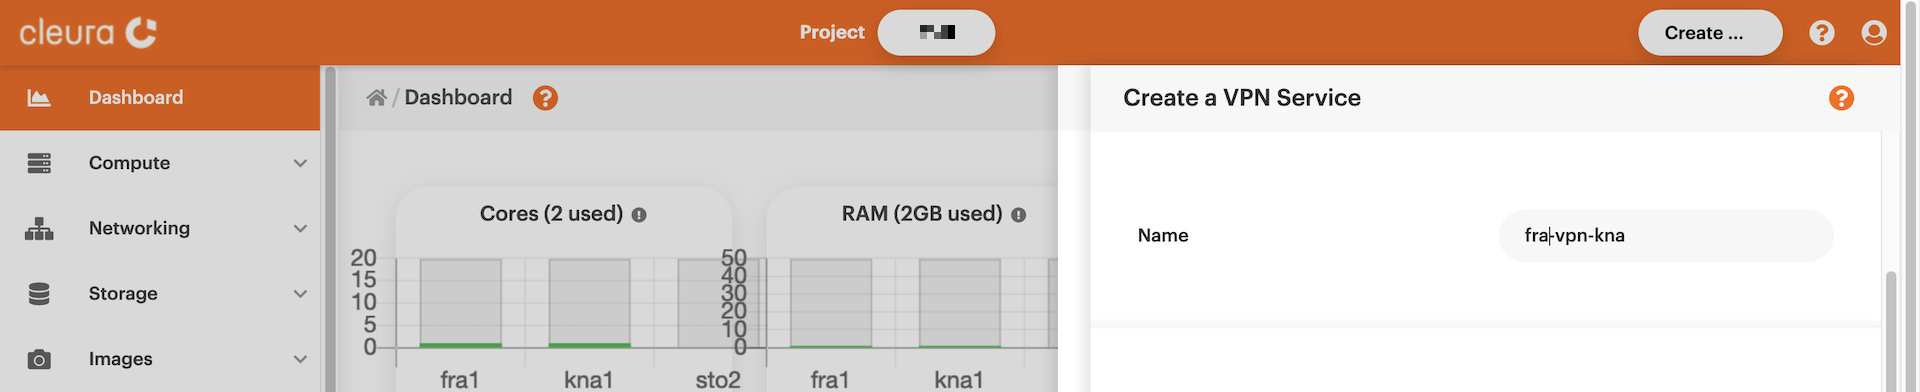 cleura
Project
Create ...
?
Dashboard
Compute
Networking
Storage
Images
/ Dashboard ?
Cores (2 used) !
20
15
10
5
0
fra1 kna1 sto2
RAM (2GB used) !
50
40
30
20
10
0
fra1 kna1
Create a VPN Service ?
Name fra-vpn-kna